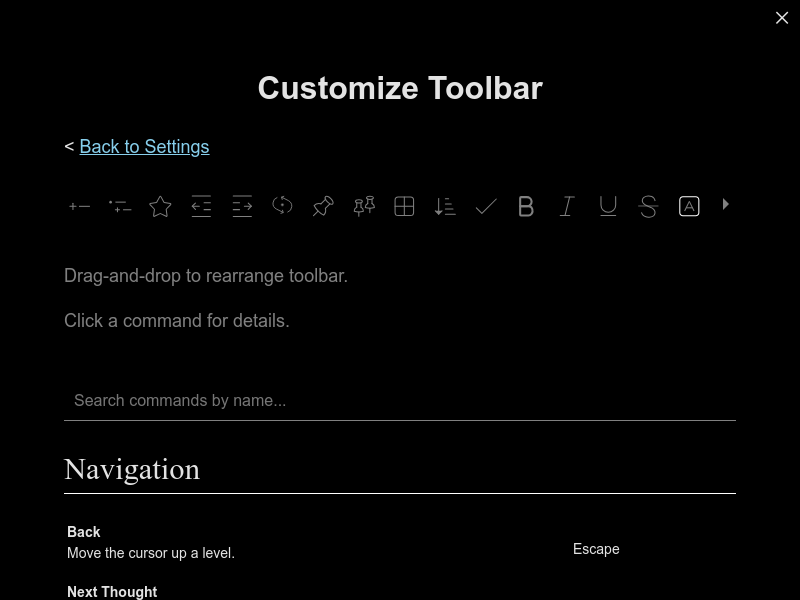 Customize Toolbar
< Back to Settings
B I U S A
Drag-and-drop to rearrange toolbar.
Click a command for details.
Search commands by name...
Navigation
Back
Move the cursor up a level.
Escape
Next Thought